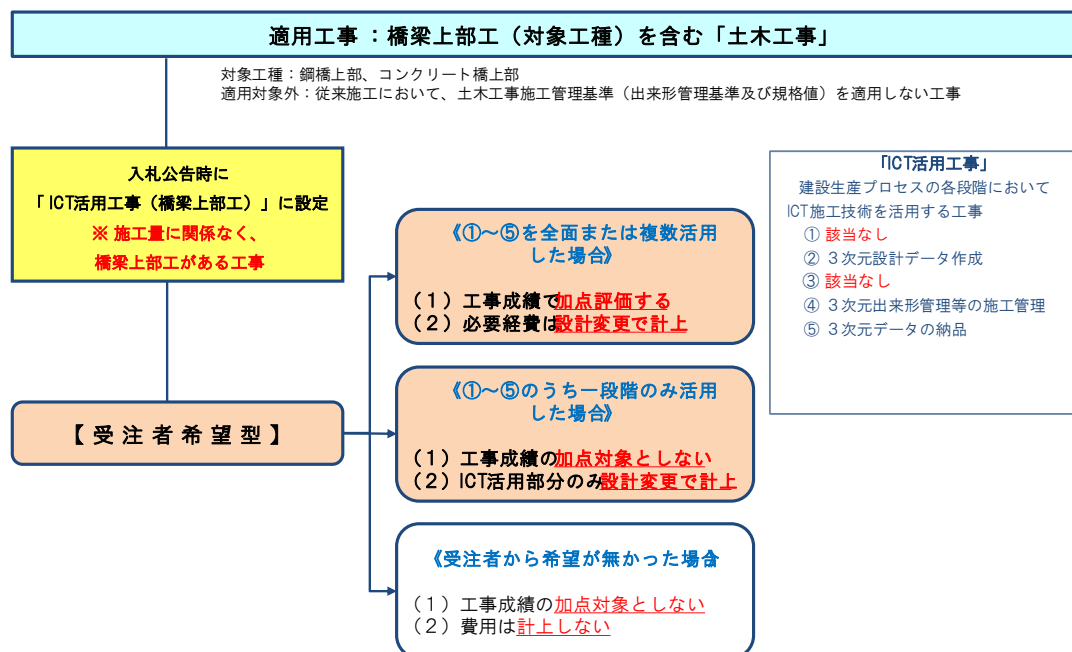 適用工事 ：橋梁上部工（対象工種）を含む「土木工事」
対象工種：鋼橋上部、コンクリート橋上部
適用対象外：従来施工において、土木工事施工管理基準（出来形管理基準及び規格値）を適用しない工事
入札公告時に
「 ICT活用工事（橋梁上部工）」に設定
※ 施工量に関係なく、
橋梁上部工がある工事
【 受 注 者 希 望 型 】
《①～⑤を全面または複数活用
した場合》
（１）工事成績で加点評価する
（２）必要経費は設計変更で計上
《①～⑤のうち一段階のみ活用
した場合》
（１）工事成績の加点対象としない
（２）ICT活用部分のみ設計変更で計上
《受注者から希望が無かった場合》
（１）工事成績の加点対象としない
（２）費用は計上しない
「ICT活用工事」
建設生産プロセスの各段階において
ICT施工技術を活用する工事
① 該当なし
② ３次元設計データ作成
③ 該当なし
④ ３次元出来形管理等の施工管理
⑤ ３次元データの納品